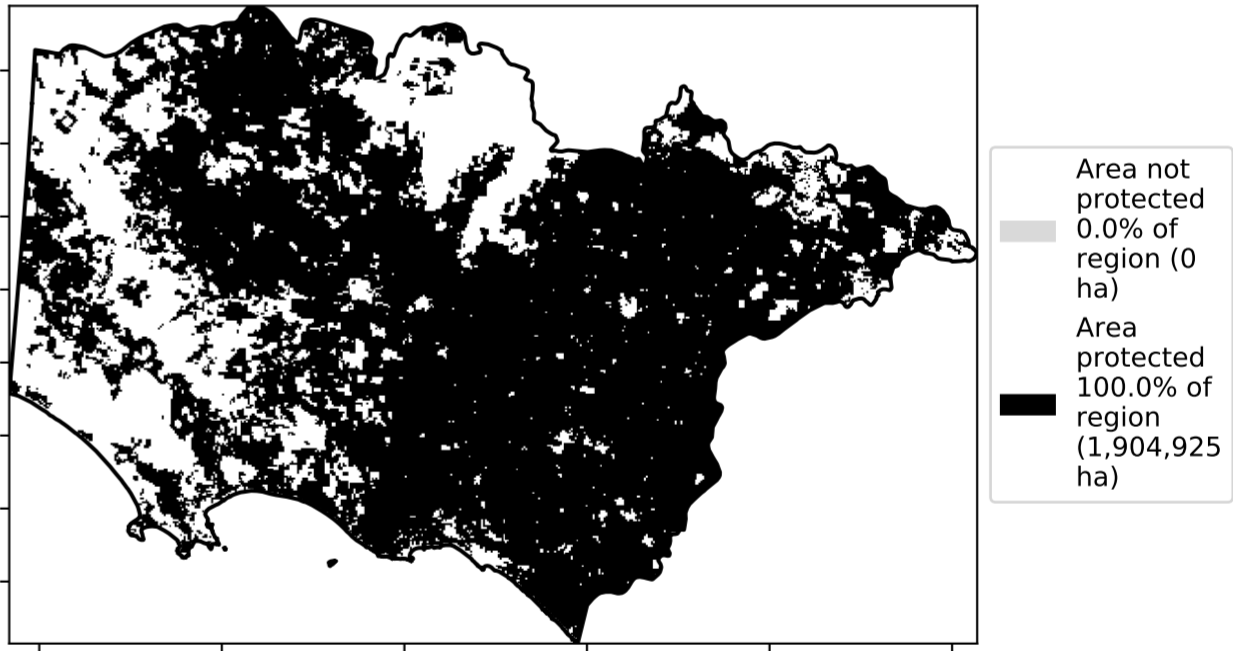 Area not
protected
0.0% of
region (0
ha)
Area
protected
100.0% of
region
(1,904,925
ha)